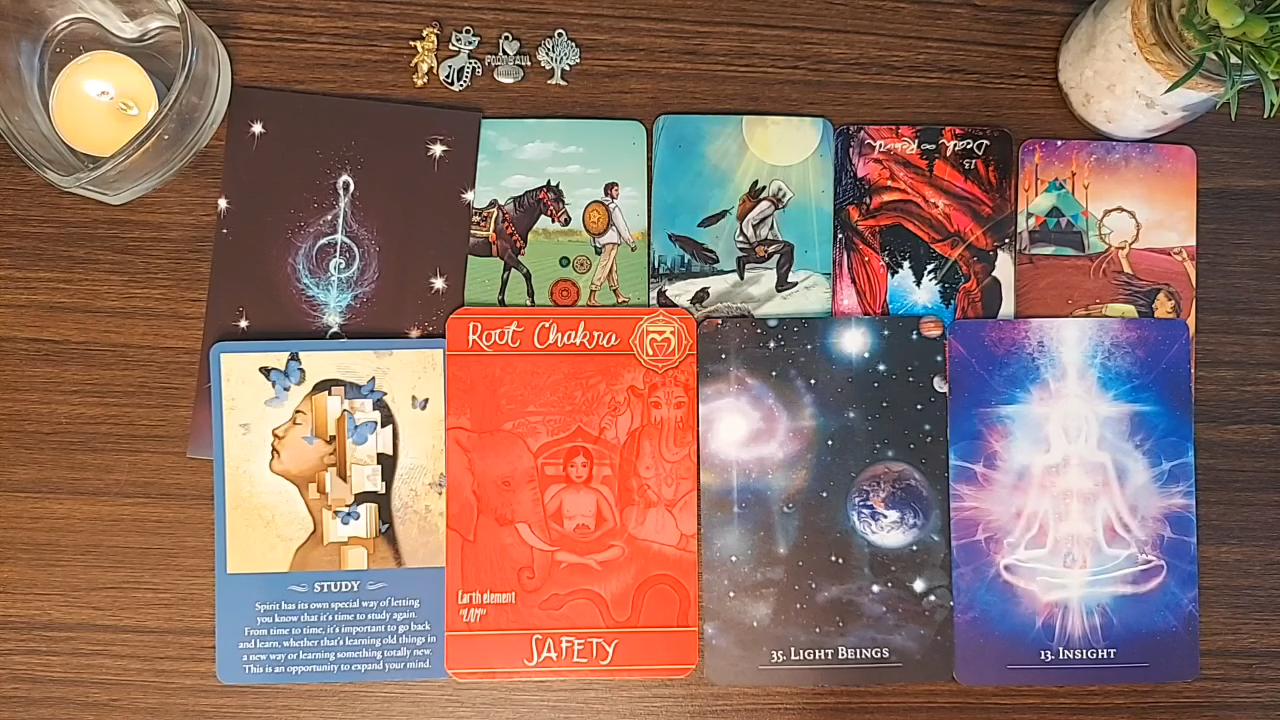 I ♥
FOOTBALL
13
Death ∞ Rebirth
Root Chakra
STUDY
Spirit has its own special way of letting
you know that it's time to study again.
From time to time, it's important to go back
and learn, whether that's learning old things in
a new way or learning something totally new.
This is an opportunity to expand your mind.
Earth element
"LAM"
SAFETY
35. LIGHT BEINGS
13. INSIGHT